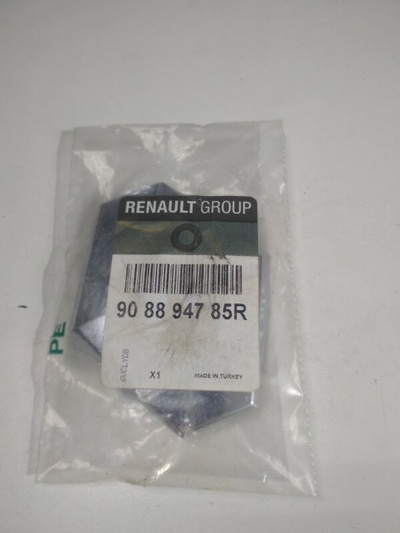 RENAULT GROUP
90 88 947 85R
X1
MADE IN TURKEY
PE